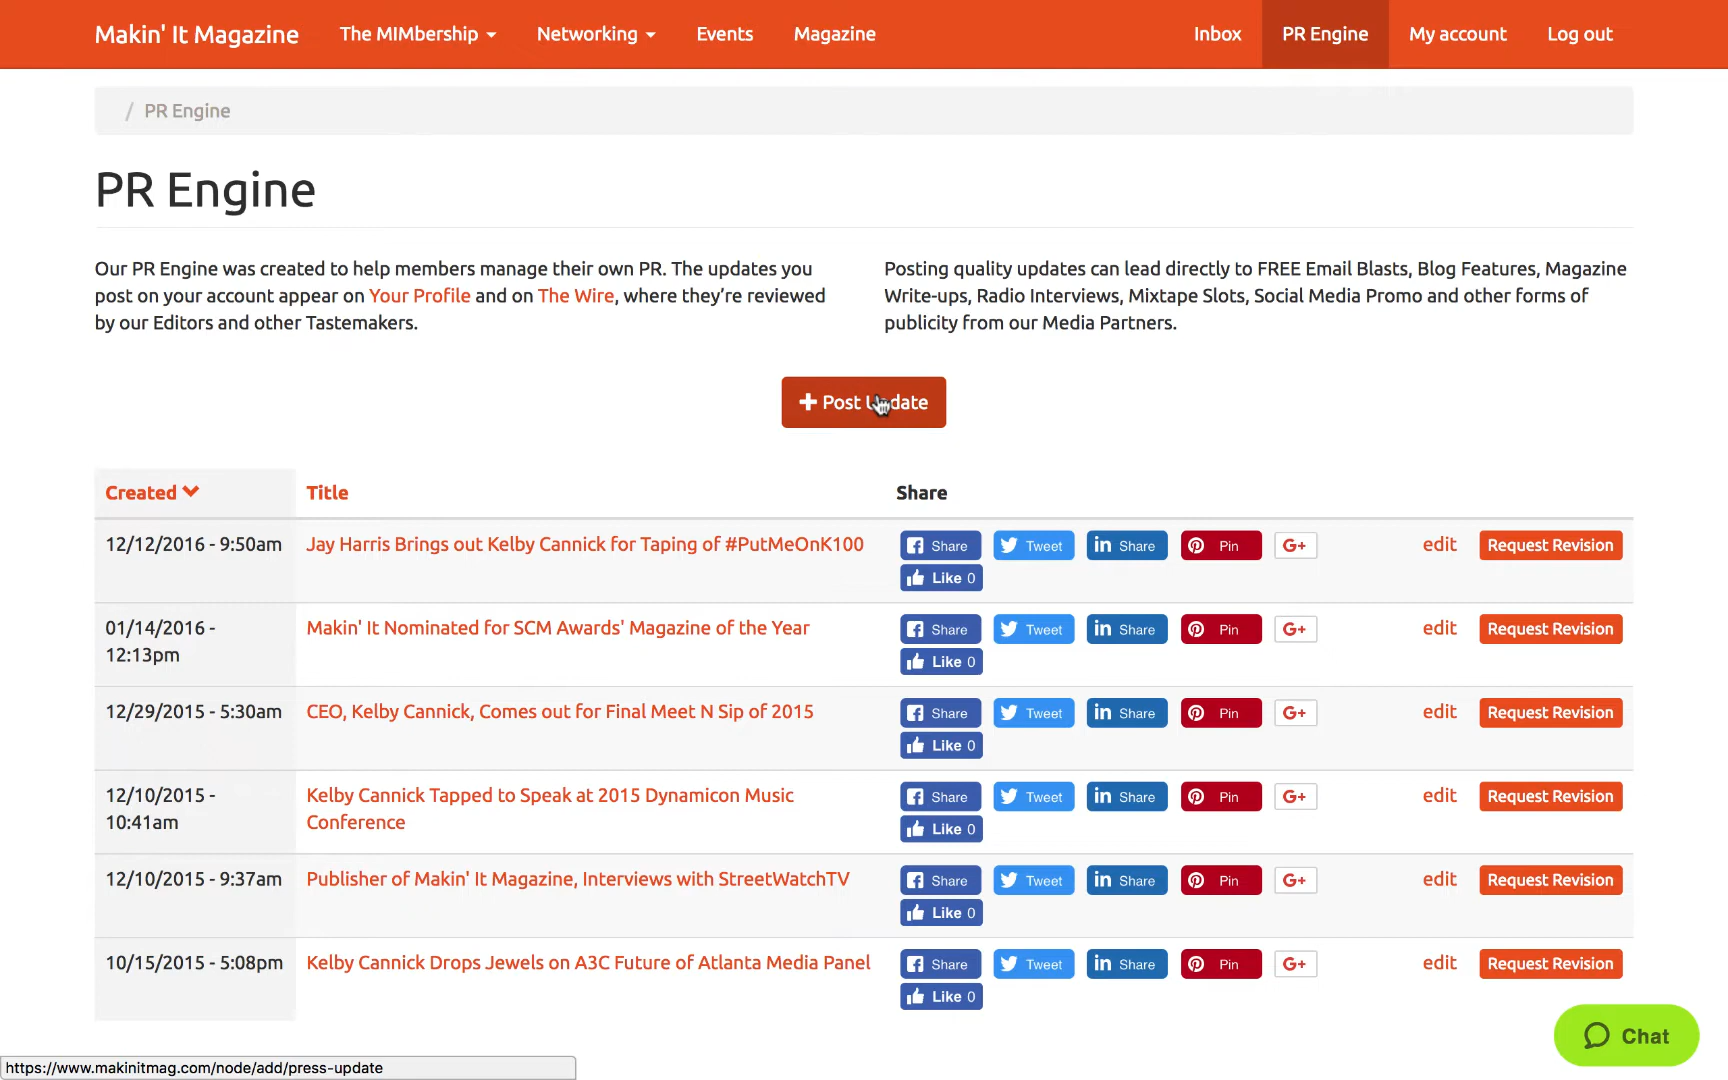 Makin' It Magazine The MIMbership Networking Events Magazine Inbox PR Engine My account Log out
/ PR Engine
PR Engine
Our PR Engine was created to help members manage their own PR. The updates you
post on your account appear on Your Profile and on The Wire, where they're reviewed
by our Editors and other Tastemakers.
Posting quality updates can lead directly to FREE Email Blasts, Blog Features, Magazine
Write-ups, Radio Interviews, Mixtape Slots, Social Media Promo and other forms of
publicity from our Media Partners.
Post Update
Created Title Share
12/12/2016 - 9:50am Jay Harris Brings out Kelby Cannick for Taping of #PutMeOnK100 Share Tweet in Share Pin G+ edit Request Revision
Like 0
01/14/2016 - Makin' It Nominated for SCM Awards' Magazine of the Year Share Tweet in Share Pin G+ edit Request Revision
12:13pm Like 0
12/29/2015 - 5:30am CEO, Kelby Cannick, Comes out for Final Meet N Sip of 2015 Share Tweet in Share Pin G+ edit Request Revision
Like 0
12/10/2015 - Kelby Cannick Tapped to Speak at 2015 Dynamicon Music Share Tweet in Share Pin G+ edit Request Revision
10:41am Conference Like 0
12/10/2015 - 9:37am Publisher of Makin' It Magazine, Interviews with StreetWatchTV Share Tweet in Share Pin G+ edit Request Revision
Like 0
10/15/2015 - 5:08pm Kelby Cannick Drops Jewels on A3C Future of Atlanta Media Panel Share Tweet in Share Pin G+ edit Request Revision
Like 0
Chat
https://www.makinitmag.com/node/add/press-update